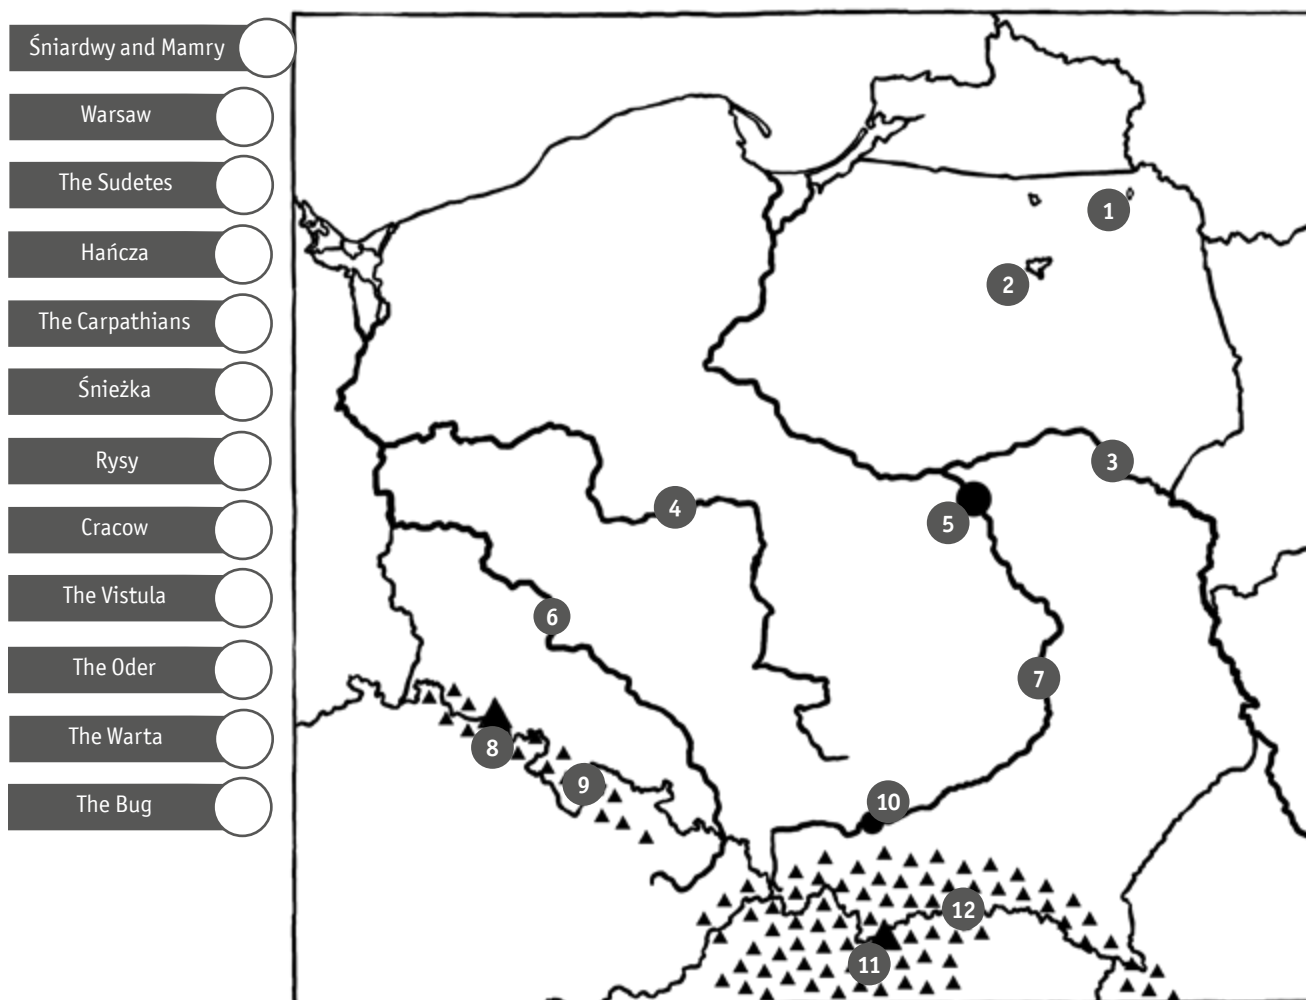 Śniardwy and Mamry
Warsaw
The Sudetes
Hańcza
The Carpathians
Śnieżka
Rysy
Cracow
The Vistula
The Oder
The Warta
The Bug
1
2
3
4
5
6
7
8
9
10
12
11